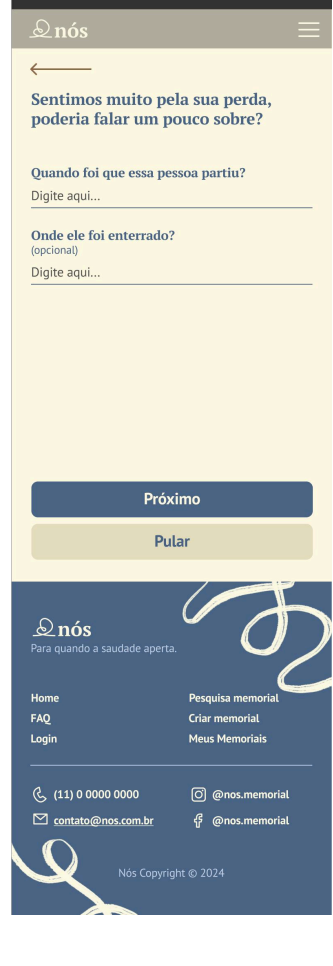 nós
Sentimos muito pela sua perda,
poderia falar um pouco sobre?
Quando foi que essa pessoa partiu?
Digite aqui...
Onde ele foi enterrado?
(opcional)
Digite aqui...
Próximo
Pular
nós
Para quando a saudade aperta.
Home
Pesquisa memorial
FAQ
Criar memorial
Login
Meus Memoriais
(11) 0 0000 0000
@nos.memorial
contato@nos.com.br
@nos.memorial
Nós Copyright © 2024